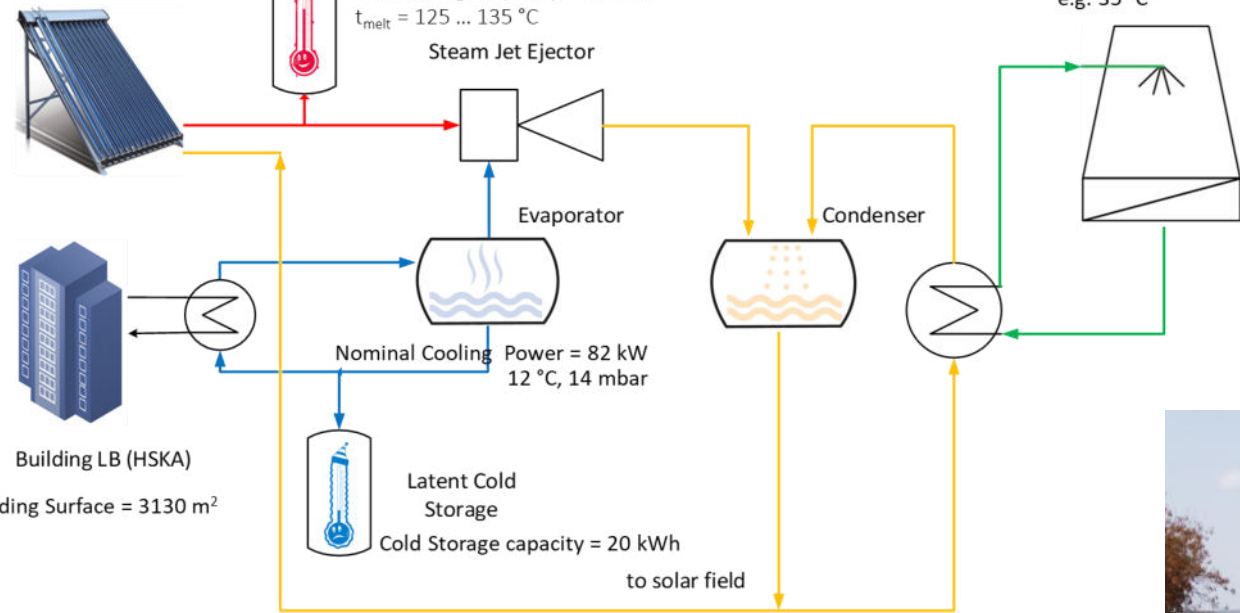 t_melt = 125 ... 135 °C
e.g. 35 °C
Steam Jet Ejector
Evaporator
Condenser
Nominal Cooling Power = 82 kW
12 °C, 14 mbar
Building LB (HSKA)
ding Surface = 3130 m²
Latent Cold
Storage
Cold Storage capacity = 20 kWh
to solar field